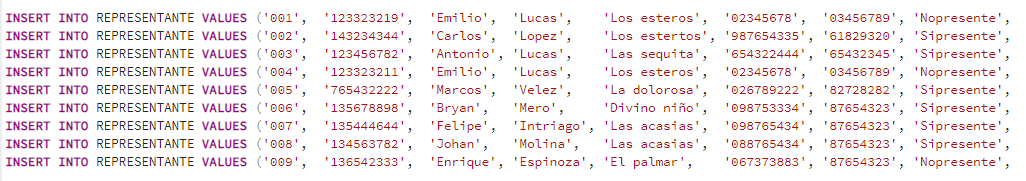 INSERT INTO REPRESENTANTE VALUES ('001', '123323219', 'Emilio', 'Lucas', 'Los esteros', '02345678', '03456789', 'Nopresente',
INSERT INTO REPRESENTANTE VALUES ('002', '143234344', 'Carlos', 'Lopez', 'Los estertos', '987654335', '61829320', 'Sipresente',
INSERT INTO REPRESENTANTE VALUES ('003', '123456782', 'Antonio', 'Lucas', 'Las sequita', '654322444', '65432345', 'Sipresente',
INSERT INTO REPRESENTANTE VALUES ('004', '123323211', 'Emilio', 'Lucas', 'Los esteros', '02345678', '03456789', 'Nopresente',
INSERT INTO REPRESENTANTE VALUES ('005', '765432222', 'Marcos', 'Velez', 'La dolorosa', '026789222', '82728282', 'Sipresente',
INSERT INTO REPRESENTANTE VALUES ('006', '135678898', 'Bryan', 'Mero', 'Divino niño', '098753334', '87654323', 'Sipresente',
INSERT INTO REPRESENTANTE VALUES ('007', '135444644', 'Felipe', 'Intriago', 'Las acasias', '098765434', '87654323', 'Sipresente',
INSERT INTO REPRESENTANTE VALUES ('008', '134563782', 'Johan', 'Molina', 'Las acasías', '088765434', '87654323', 'Sipresente',
INSERT INTO REPRESENTANTE VALUES ('009', '136542333', 'Enrique', 'Espinoza', 'El palmar', '067373883', '87654323', 'Nopresente',